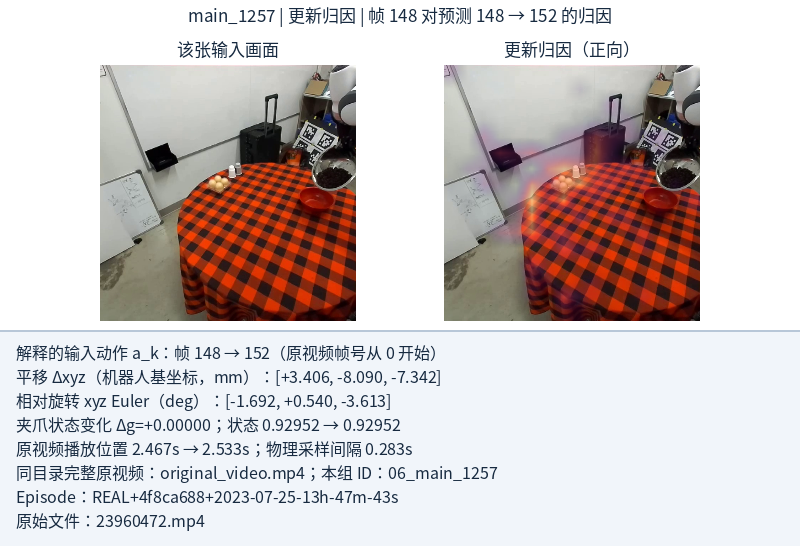 main_1257 | 更新归因 | 帧 148 对预测 148 → 152 的归因
该张输入画面
更新归因（正向）
解释的输入动作 a_k：帧 148 → 152（原视频帧号从 0 开始）
平移 Δxyz（机器人基坐标，mm）：[+3.406, -8.090, -7.342]
相对旋转 xyz Euler（deg）：[-1.692, +0.540, -3.613]
夹爪状态变化 Δg=+0.00000；状态 0.92952 → 0.92952
原视频播放位置 2.467s → 2.533s；物理采样间隔 0.283s
同目录完整原视频：original_video.mp4；本组 ID：06_main_1257
Episode：REAL+4f8ca688+2023-07-25-13h-47m-43s
原始文件：23960472.mp4